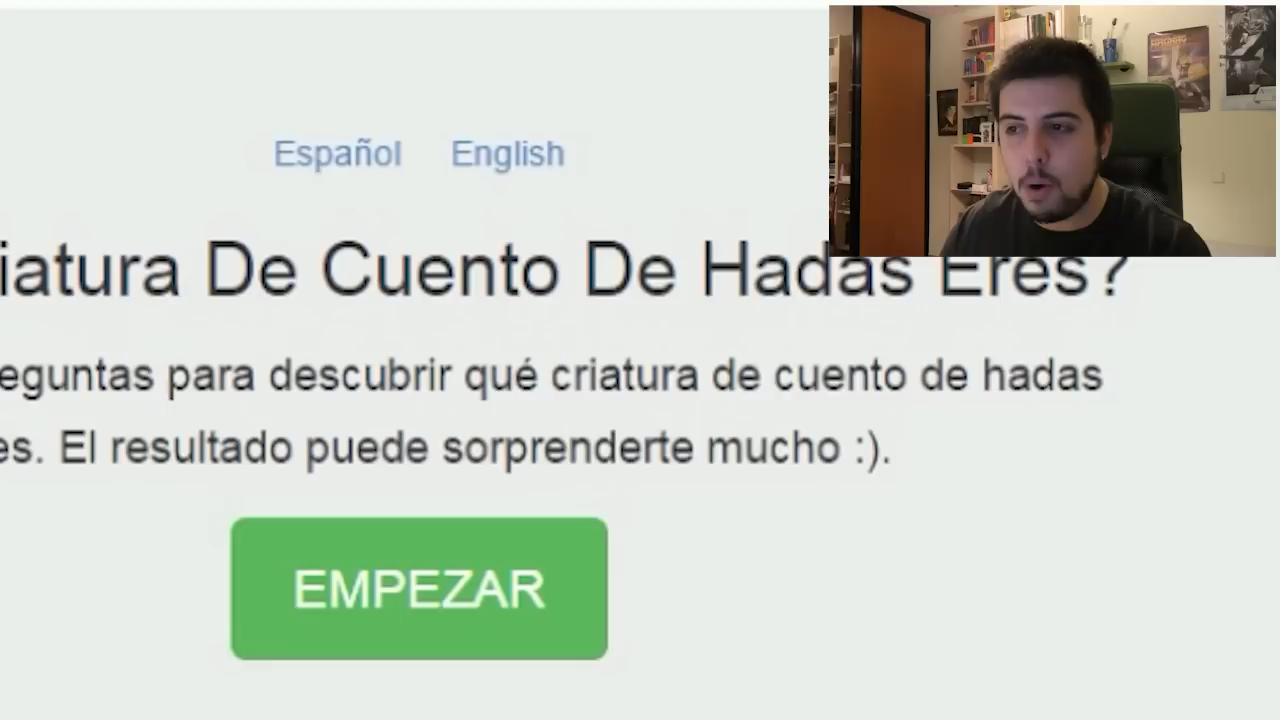 Español English
iatura De Cuento De Hadas Eres?
eguntas para descubrir qué criatura de cuento de hadas
es. El resultado puede sorprenderte mucho :).
EMPEZAR